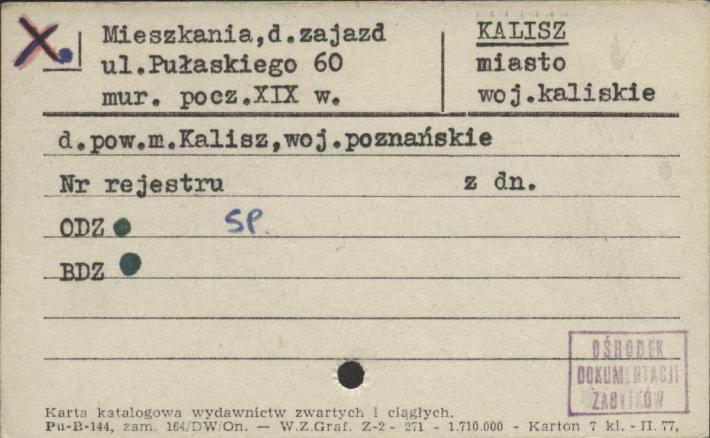 X.
Mieszkania,d.zajazd
ul.Pułaskiego 60
mur. pocz.XIX w.
KALISZ
miasto
woj.kaliskie
d.pow.m.Kalisz,woj.poznańskie
Nr rejestru z dn.
ODZ SP.
BDZ
OŚRODEK
DOKUMENTACJI
ZABYTKÓW
Karta katalogowa wydawnictw zwartych i ciągłych.
Pu-B-144, zam. 164/DW/On. — W.Z.Graf. Z-2 - 271 - 1.710.000 - Karton 7 kl. - II. 77,